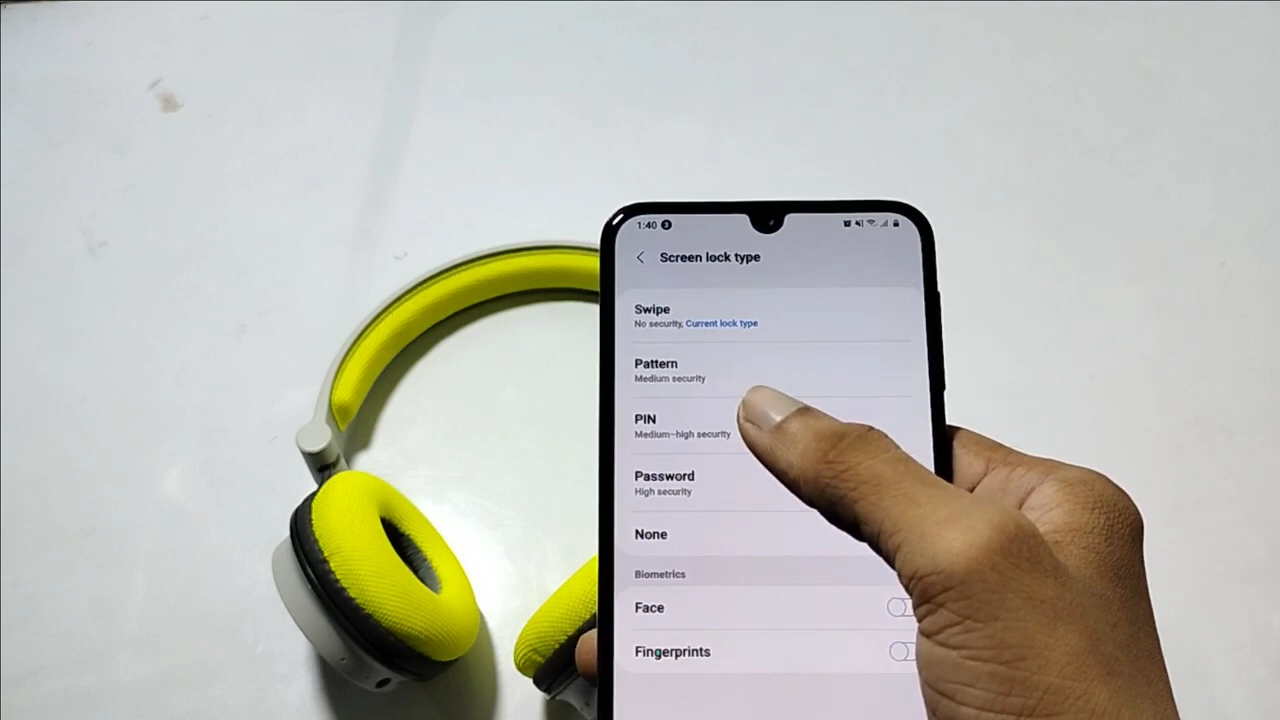 1:40 3
Screen lock type
Swipe
No security, Current lock type
Pattern
Medium security
PIN
Medium-high security
Password
High security
None
Biometrics
Face
Fingerprints